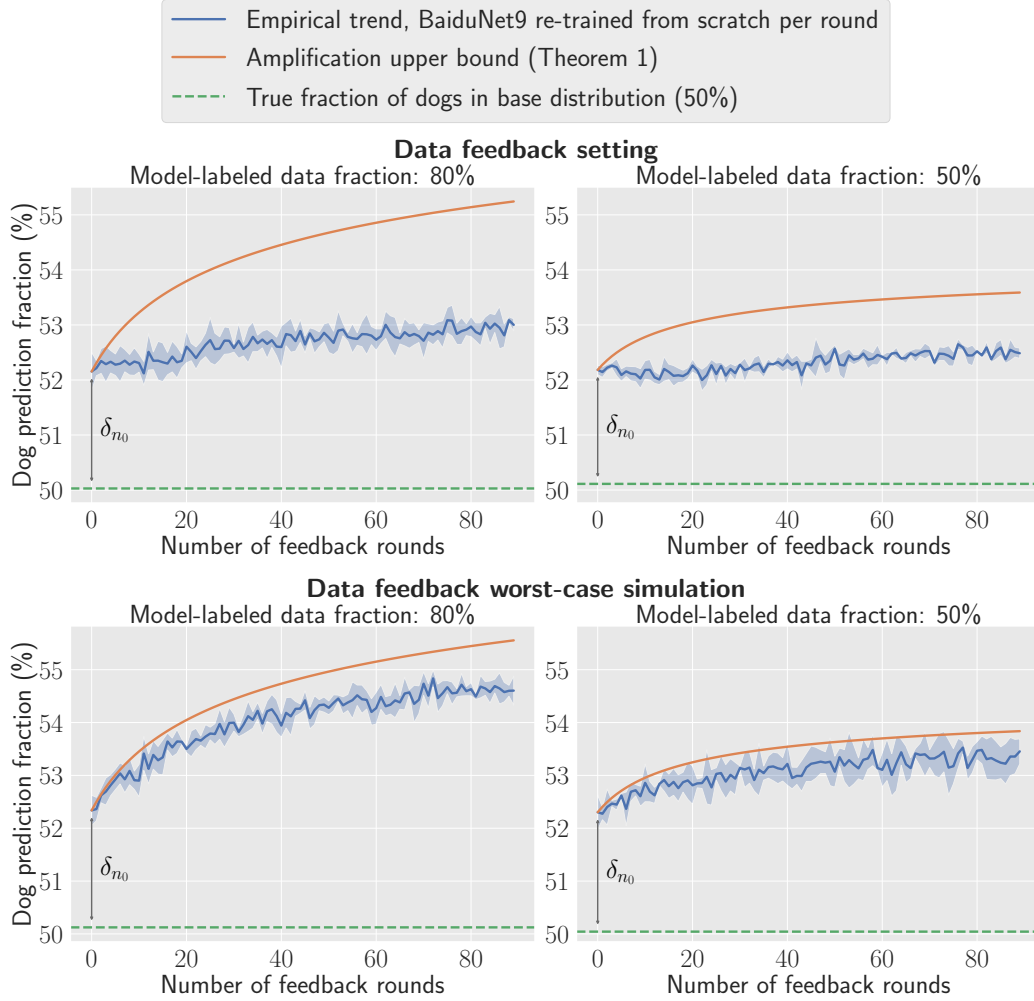 Empirical trend, BaiduNet9 re-trained from scratch per round
Amplification upper bound (Theorem 1)
True fraction of dogs in base distribution (50%)
Data feedback setting
Model-labeled data fraction: 80%
Model-labeled data fraction: 50%
Dog prediction fraction (%)
55
54
53
52
51
50
δn₀
0 20 40 60 80
Number of feedback rounds
55
54
53
52
51
50
δn₀
0 20 40 60 80
Number of feedback rounds
Data feedback worst-case simulation
Model-labeled data fraction: 80%
Model-labeled data fraction: 50%
Dog prediction fraction (%)
55
54
53
52
51
50
δn₀
0 20 40 60 80
Number of feedback rounds
55
54
53
52
51
50
δn₀
0 20 40 60 80
Number of feedback rounds